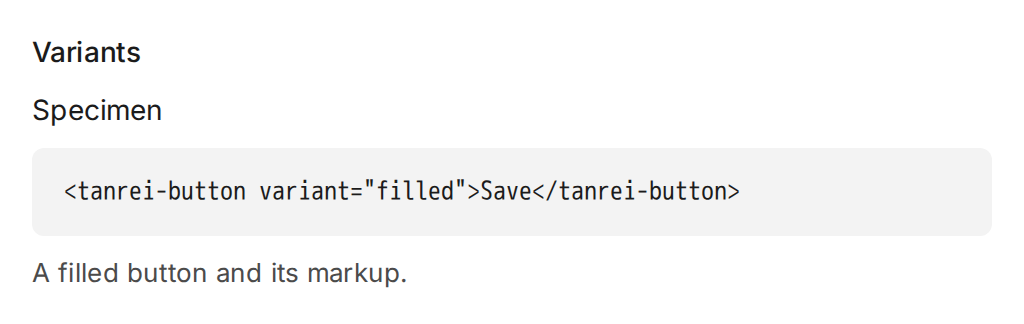 Variants
Specimen
<tanrei-button variant="filled">Save</tanrei-button>
A filled button and its markup.